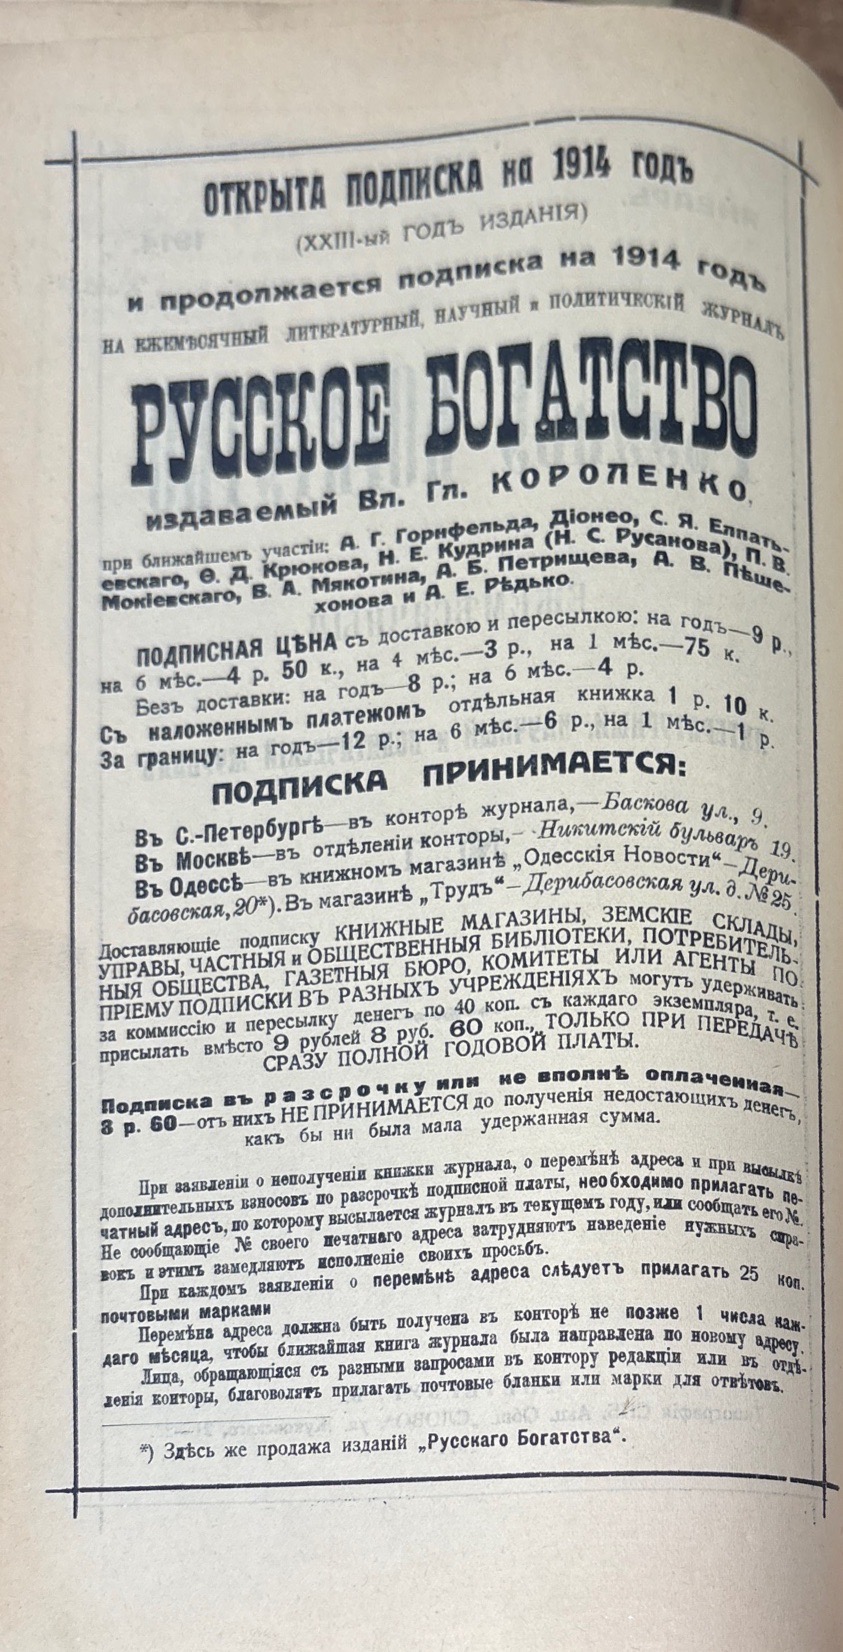 ОТКРЫТА ПОДПИСКА на 1914 годъ
(XXIII-ый ГОДЪ ИЗДАНІЯ)
и продолжается подписка на 1914 годъ
НА ЕЖЕМѢСЯЧНЫЙ ЛИТЕРАТУРНЫЙ, НАУЧНЫЙ и ПОЛИТИЧЕСКІЙ ЖУРНАЛЪ
РУССКОЕ БОГАТСТВО
издаваемый Вл. Гл. КОРОЛЕНКО,
при ближайшемъ участіи: А. Г. Горнфельда, Діонео, С. Я. Елпать-
евскаго, Ѳ. Д. Крюкова, Н. Е. Кудрина (Н. С. Русанова), П. В.
Мокіевскаго, В. А. Мякотина, А. Б. Петрищева, А. В. Пѣше-
хонова и А. Е. Рѣдько.
ПОДПИСНАЯ ЦѢНА съ доставкою и пересылкою: на годъ—9 р.,
на 6 мѣс.—4 р. 50 к., на 4 мѣс.—3 р., на 1 мѣс.—75 к.
Безъ доставки: на годъ—8 р.; на 6 мѣс.—4 р.
Съ наложеннымъ платежомъ отдѣльная книжка 1 р. 10 к.
За границу: на годъ—12 р.; на 6 мѣс.—6 р., на 1 мѣс.—1 р.
ПОДПИСКА ПРИНИМАЕТСЯ:
Въ С.-Петербургѣ—въ конторѣ журнала,—Баскова ул., 9.
Въ Москвѣ—въ отдѣленіи конторы,—Никитскій бульваръ 19.
Въ Одессѣ—въ книжномъ магазинѣ „Одесскія Новости“—Дери-
басовская, 20*). Въ магазинѣ „Трудъ“—Дерибасовская ул. д. № 25.
Доставляющіе подписку КНИЖНЫЕ МАГАЗИНЫ, ЗЕМСКІЕ СКЛАДЫ,
УПРАВЫ, ЧАСТНЫЯ и ОБЩЕСТВЕННЫЯ БИБЛІОТЕКИ, ПОТРЕБИТЕЛЬ-
НЫЯ ОБЩЕСТВА, ГАЗЕТНЫЯ БЮРО, КОМИТЕТЫ ИЛИ АГЕНТЫ ПО
ПРІЕМУ ПОДПИСКИ ВЪ РАЗНЫХЪ УЧРЕЖДЕНІЯХЪ могутъ удерживать
за коммиссію и пересылку денегъ по 40 коп. съ каждаго экземпляра, т. е.
присылать вмѣсто 9 рублей 8 руб. 60 коп., ТОЛЬКО ПРИ ПЕРЕДАЧѢ
СРАЗУ ПОЛНОЙ ГОДОВОЙ ПЛАТЫ.
Подписка въ разсрочку или не вполнѣ оплаченная—
8 р. 60—отъ нихъ НЕ ПРИНИМАЕТСЯ до полученія недостающихъ денегъ,
какъ бы ни была мала удержанная сумма.
При заявленіи о неполученіи книжки журнала, о перемѣнѣ адреса и при высылкѣ
дополнительныхъ взносовъ по разсрочкѣ подписной платы, необходимо прилагать пе-
чатный адресъ, по которому высылается журналъ въ текущемъ году, или сообщать его №.
Не сообщающіе № своего печатнаго адреса затрудняютъ наведеніе нужныхъ спра-
вокъ и этимъ замедляютъ исполненіе своихъ просьбъ.
При каждомъ заявленіи о перемѣнѣ адреса слѣдуетъ прилагать 25 коп.
почтовыми марками
Перемѣна адреса должна быть получена въ конторѣ не позже 1 числа каж-
даго мѣсяца, чтобы ближайшая книга журнала была направлена по новому адресу.
Лица, обращающіяся съ разными запросами въ контору редакціи или въ отдѣ-
ленія конторы, благоволятъ прилагать почтовые бланки или марки для отвѣтовъ.
*) Здѣсь же продажа изданій „Русскаго Богатства“.